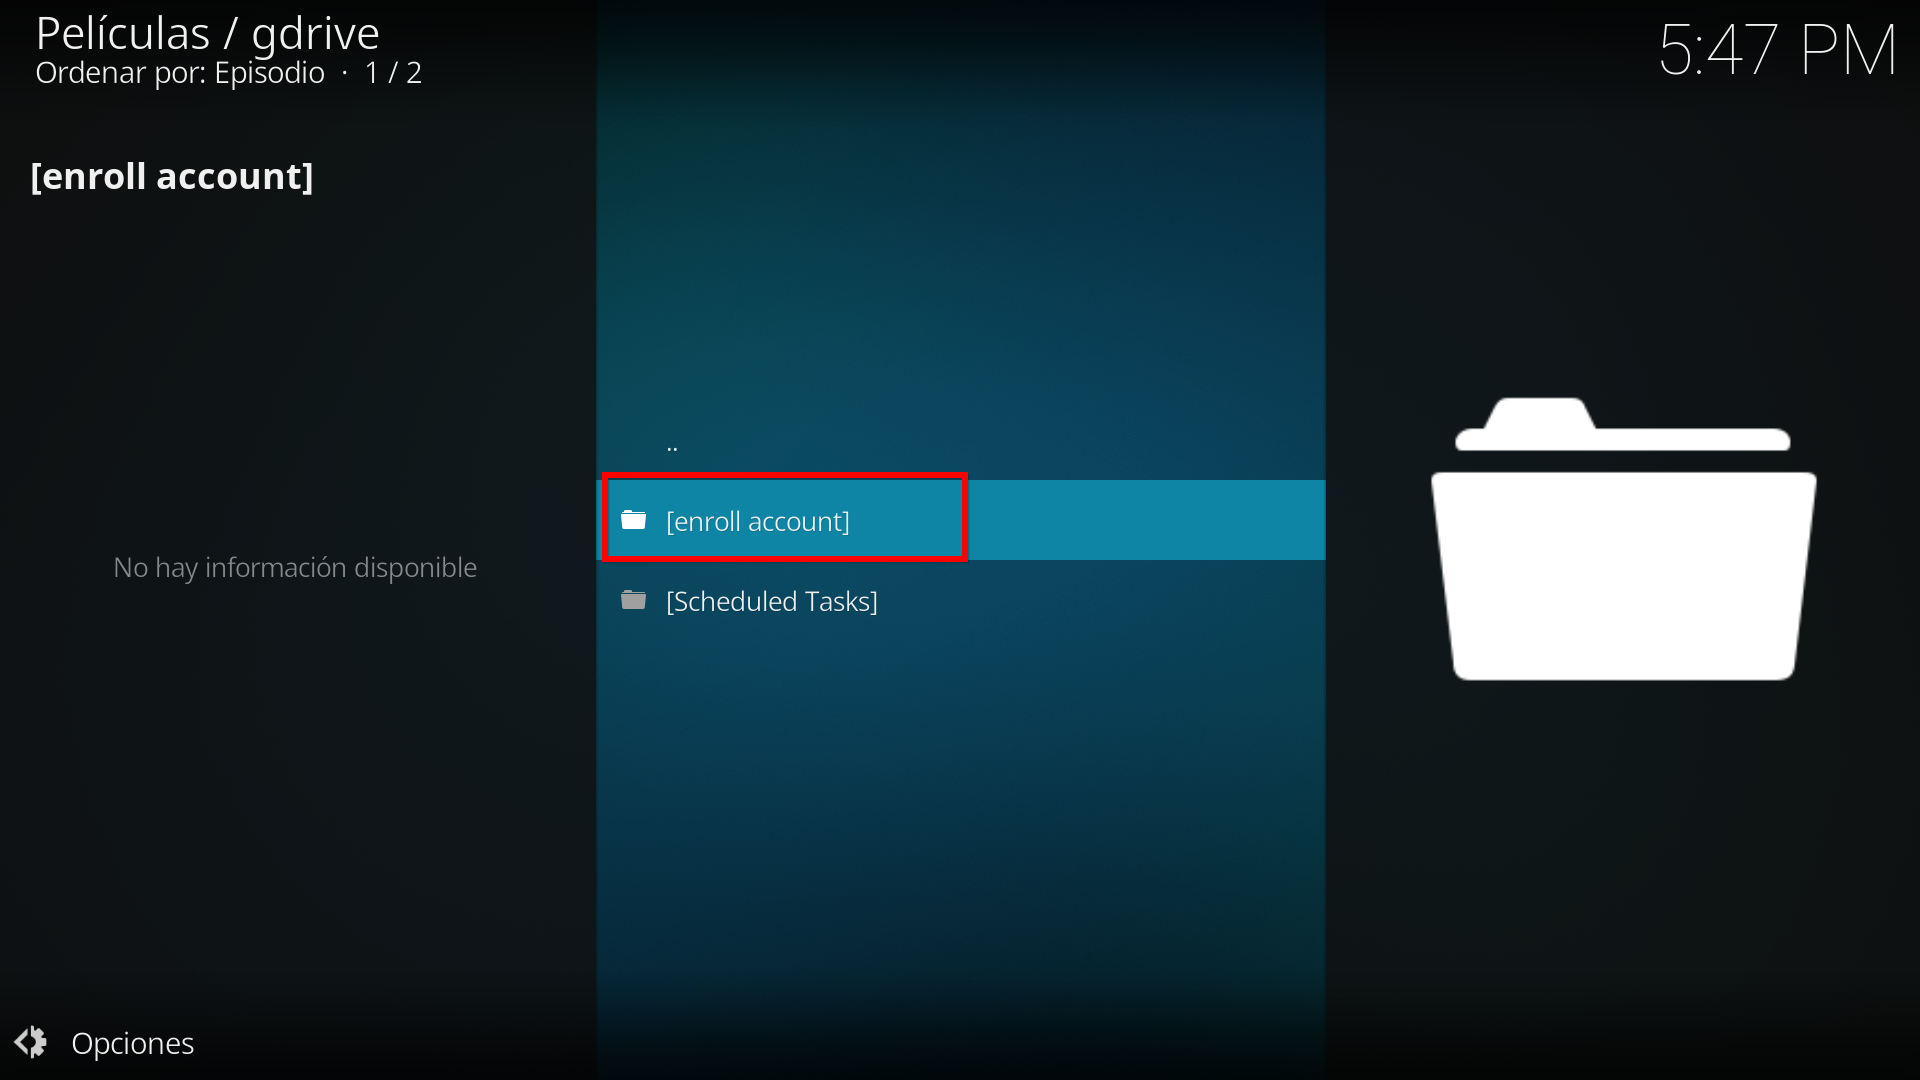 Películas / gdrive
Ordenar por: Episodio · 1 / 2
5:47 PM
[enroll account]
No hay información disponible
..
[enroll account]
[Scheduled Tasks]
Opciones